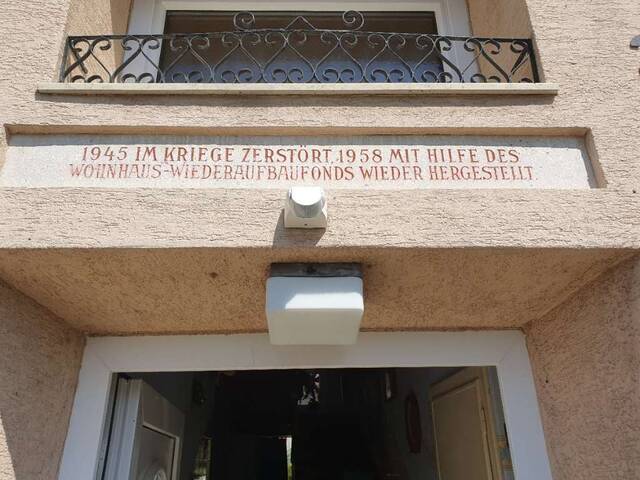 1945 IM KRIEGE ZERSTÖRT, 1958 MIT HILFE DES
WOHNHAUS-WIEDERAUFBAUFONDS WIEDER HERGESTELLT.